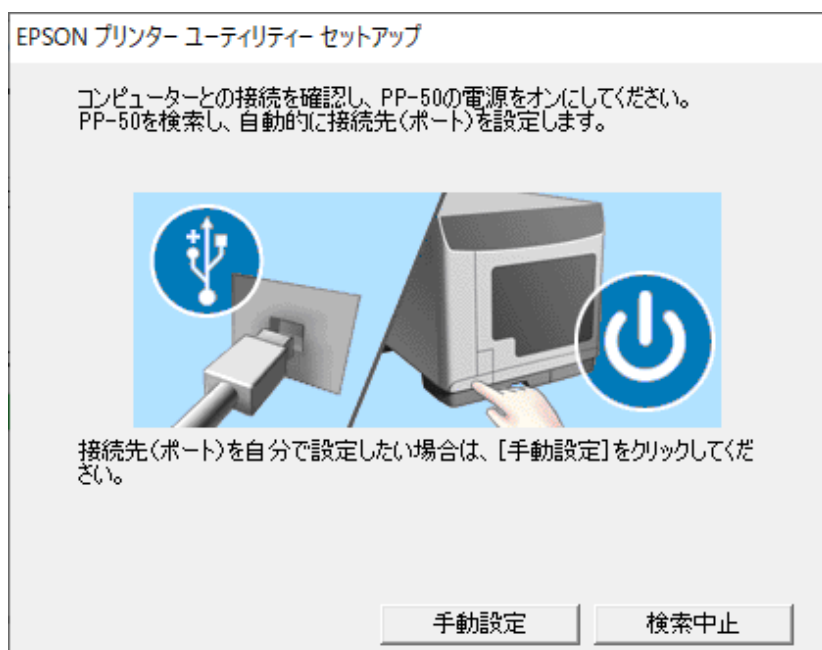 EPSON プリンター ユーティリティー セットアップ
コンピューターとの接続を確認し、PP-50の電源をオンにしてください。
PP-50を検索し、自動的に接続先(ポート)を設定します。
接続先(ポート)を自分で設定したい場合は、[手動設定]をクリックしてくだ
さい。
手動設定
検索中止